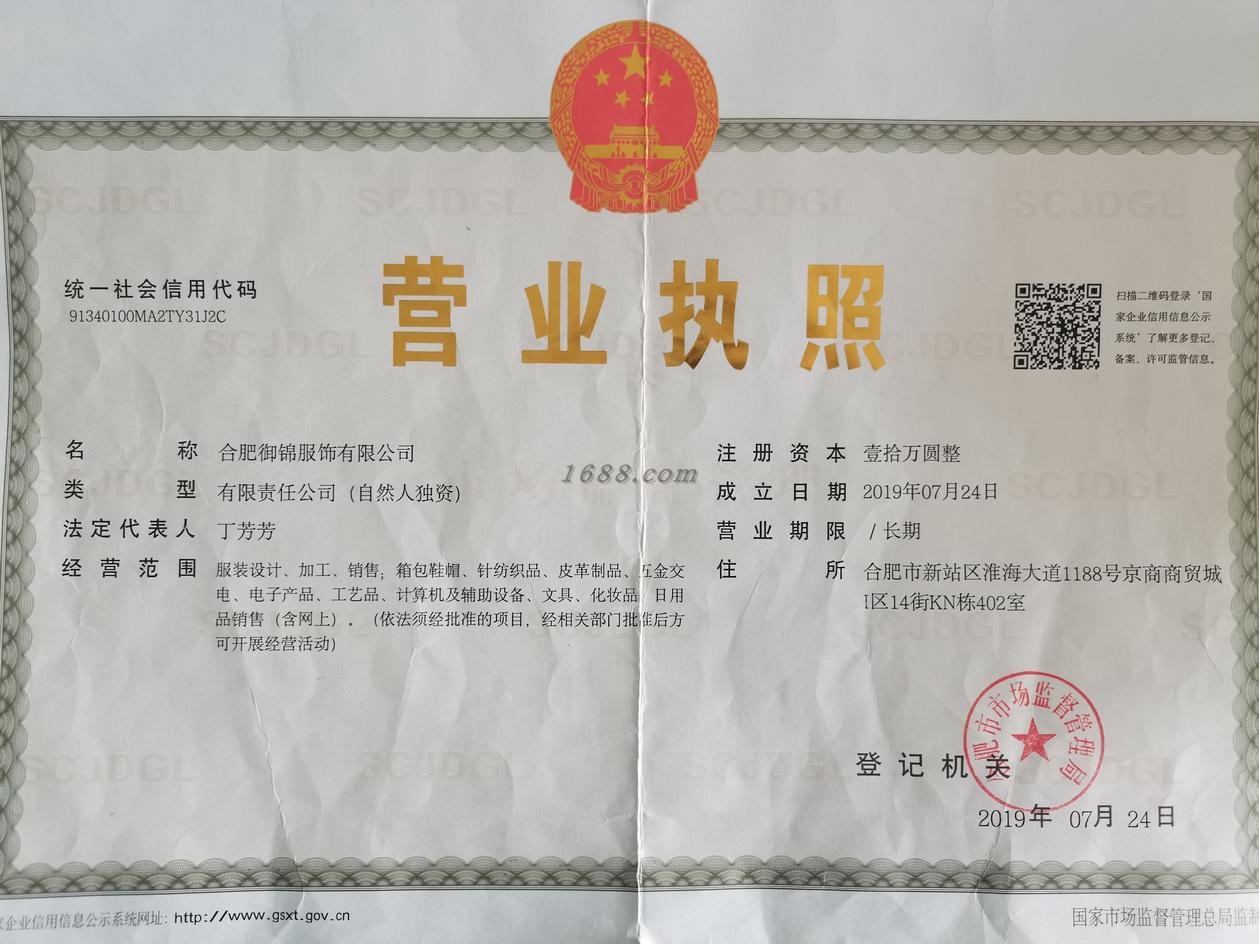 营业执照
统一社会信用代码
91340100MA2TY31J2C
扫描二维码登录‘国
家企业信用信息公示
系统’了解更多登记、
备案、许可监管信息。
名称 合肥御锦服饰有限公司
类型 有限责任公司（自然人独资）
法定代表人 丁芳芳
经营范围 服装设计、加工、销售；箱包鞋帽、针纺织品、皮革制品、五金交
电、电子产品、工艺品、计算机及辅助设备、文具、化妆品、日用
品销售（含网上）。（依法须经批准的项目，经相关部门批准后方
可开展经营活动）
1688.com
注册资本 壹拾万圆整
成立日期 2019年07月24日
营业期限 / 长期
住所 合肥市新站区淮海大道1188号京商商贸城
I区14街KN栋402室
登记机关
合肥市市场监督管理局
2019年 07月 24日
家企业信用信息公示系统网址：http://www.gsxt.gov.cn
国家市场监督管理总局监制
SCJDGL SCJDGL SCJDGL SCJDGL